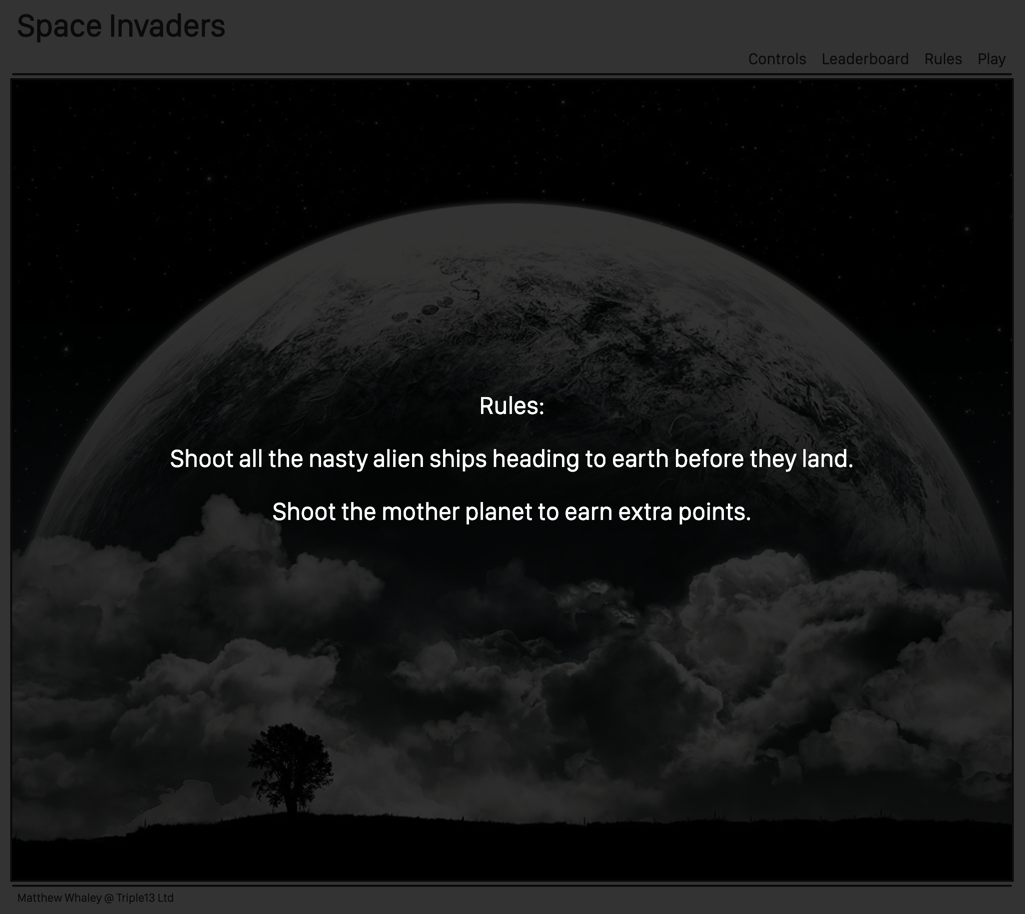 Space Invaders
Controls Leaderboard Rules Play
Rules:
Shoot all the nasty alien ships heading to earth before they land.
Shoot the mother planet to earn extra points.
Matthew Whaley @ Triple13 Ltd